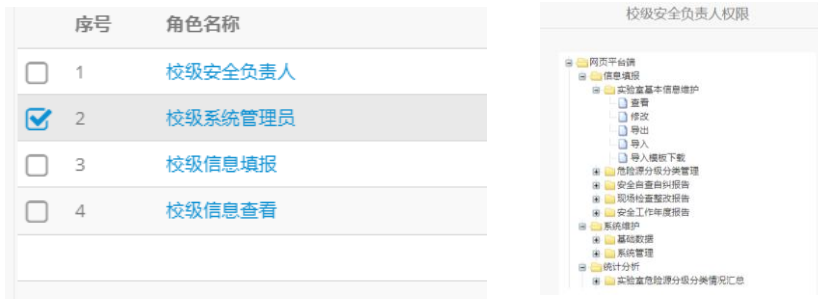 序号 角色名称
1 校级安全负责人
2 校级系统管理员
3 校级信息填报
4 校级信息查看
校级安全负责人权限
网页平台端
信息填报
实验室基本信息维护
查看
修改
导出
导入
导入模板下载
危险源分级分类管理
安全自查自纠报告
现场检查整改报告
安全工作年度报告
系统维护
基础数据
系统管理
统计分析
实验室危险源分级分类情况汇总